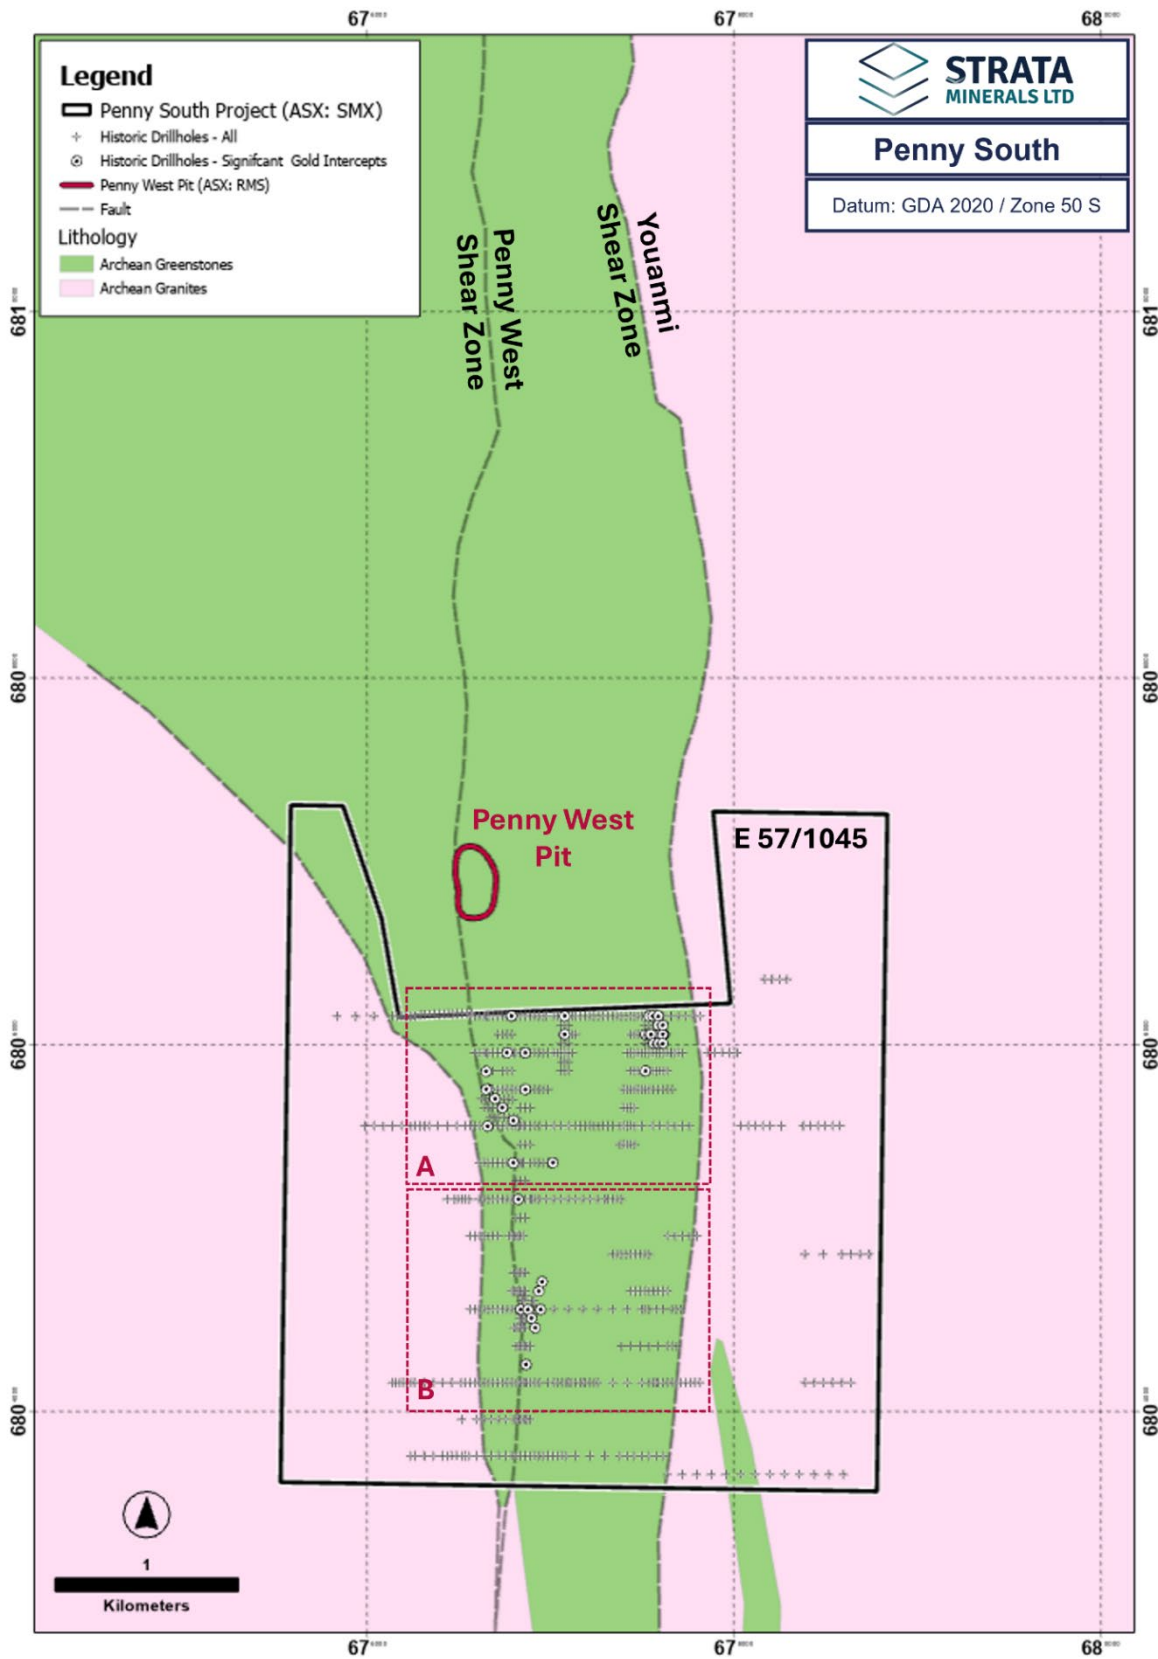 67
67
68
Legend
Penny South Project (ASX: SMX)
Historic Drillholes - All
Historic Drillholes - Signifcant Gold Intercepts
Penny West Pit (ASX: RMS)
Fault
Lithology
Archean Greenstones
Archean Granites
STRATA
MINERALS LTD
Penny South
Datum: GDA 2020 / Zone 50 S
Penny West
Shear Zone
Youanmi
Shear Zone
681
681
680
680
Penny West
Pit
E 57/1045
680
680
A
B
680
680
1
Kilometers
67
67
68